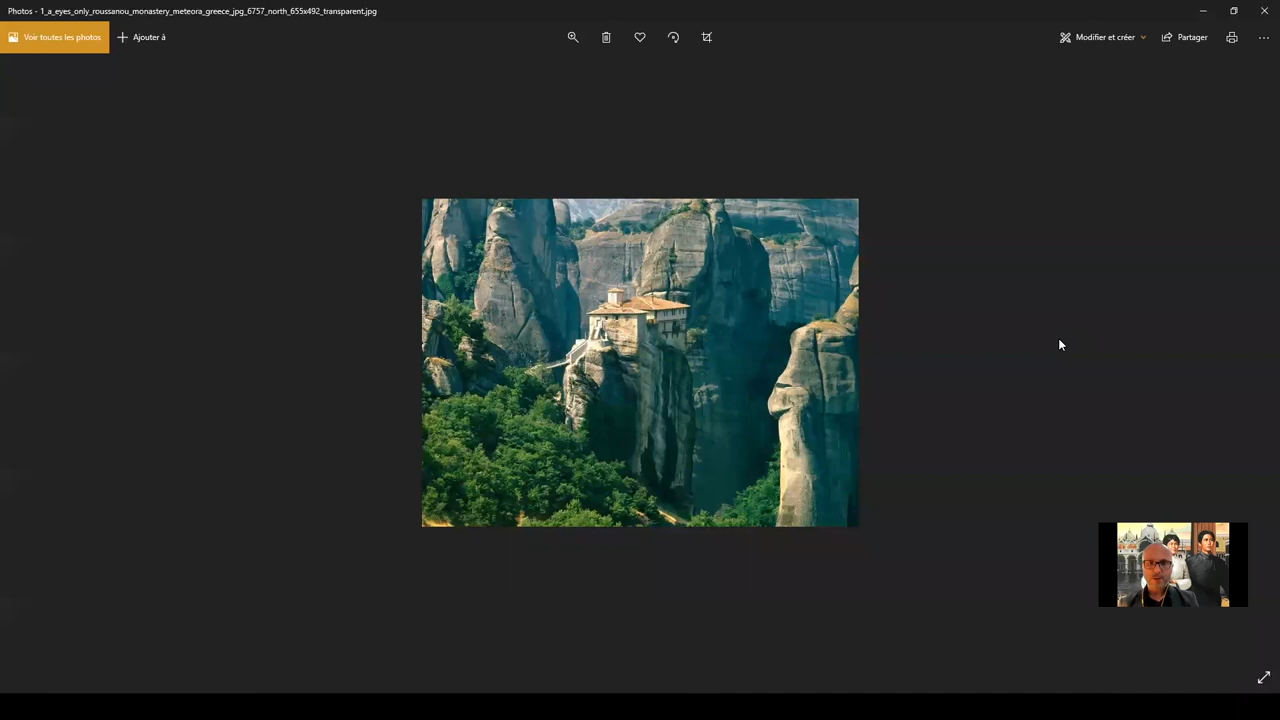 Photos - 1_a_eyes_only_roussanou_monastery_meteora_greece_jpg_6757_north_655x492_transparent.jpg
Voir toutes les photos
Ajouter à
Modifier et créer
Partager